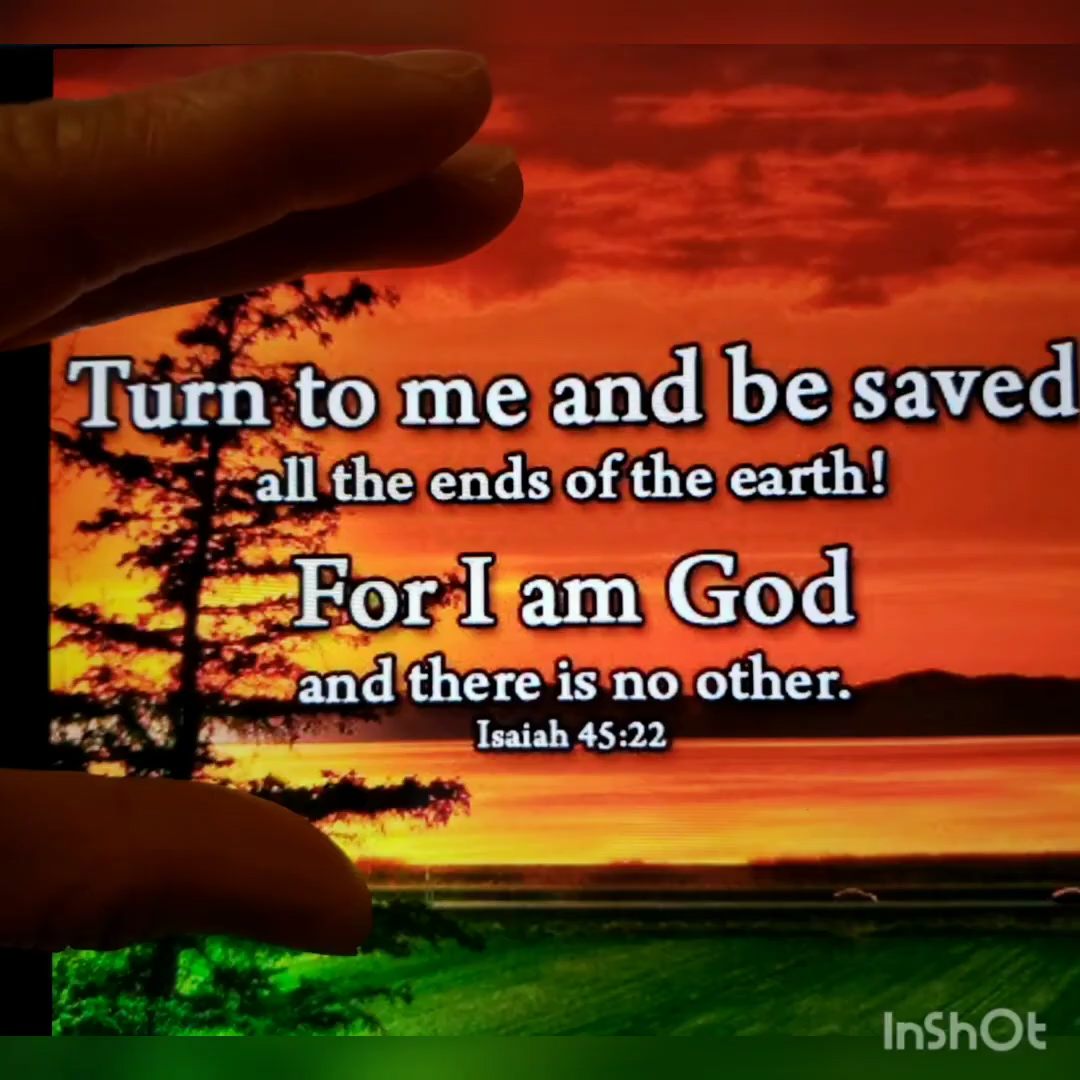 Turn to me and be saved
all the ends of the earth!
For I am God
and there is no other.
Isaiah 45:22
InShOt